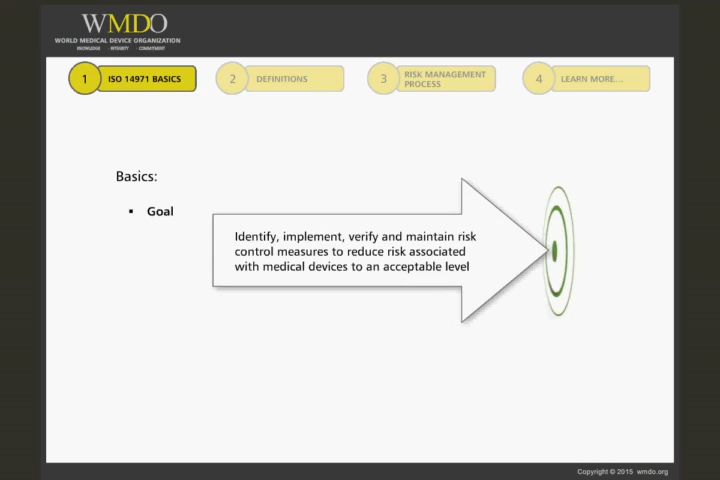 WMDO
WORLD MEDICAL DEVICE ORGANIZATION
KNOWLEDGE · INTEGRITY · COMMITMENT
1 ISO 14971 BASICS
2 DEFINITIONS
3 RISK MANAGEMENT
PROCESS
4 LEARN MORE...
Basics:
▪ Goal
Identify, implement, verify and maintain risk
control measures to reduce risk associated
with medical devices to an acceptable level
Copyright © 2015 wmdo.org